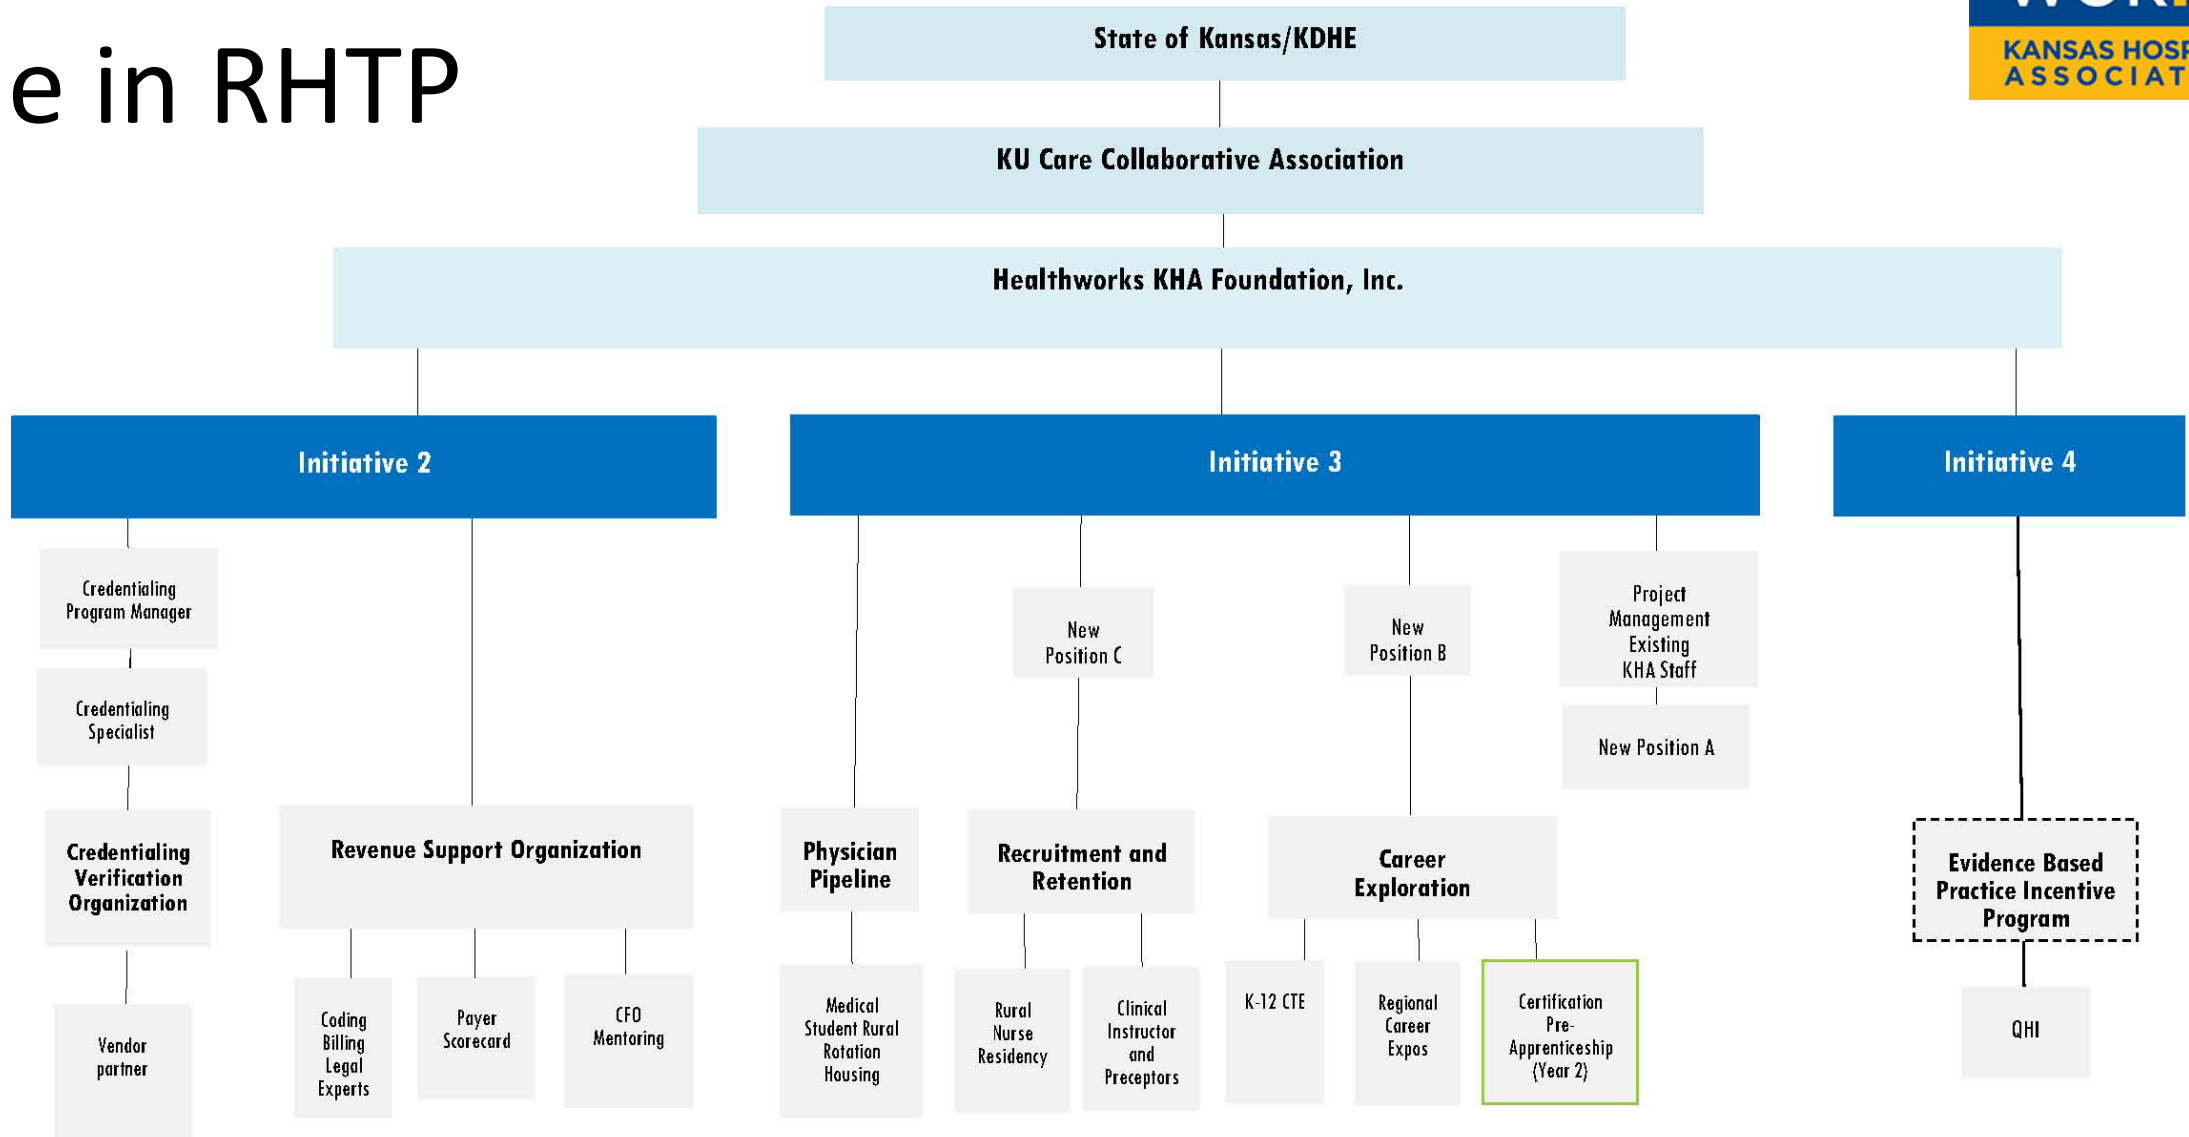 e in RHTP
KANSAS
State of Kansas/KDHE
KU Care Collaborative Association
Healthworks KHA Foundation, Inc.
Initiative 2
Initiative 3
Initiative 4
Credentialing
Program Manager
Credentialing
Specialist
Credentialing
Verification
Organization
Vendor
partner
Revenue Support Organization
Coding
Billing
Legal
Experts
Payer
Scorecard
CFO
Mentoring
Physician
Pipeline
Medical
Student Rural
Rotation
Housing
New
Position C
Recruitment and
Retention
Rural
Nurse
Residency
Clinical
Instructor
and
Preceptors
New
Position B
Career
Exploration
K-12 CTE
Regional
Career
Expos
Certification
Pre-
Apprenticeship
(Year 2)
Project
Management
Existing
KHA Staff
New Position A
Evidence Based
Practice Incentive
Program
QHI